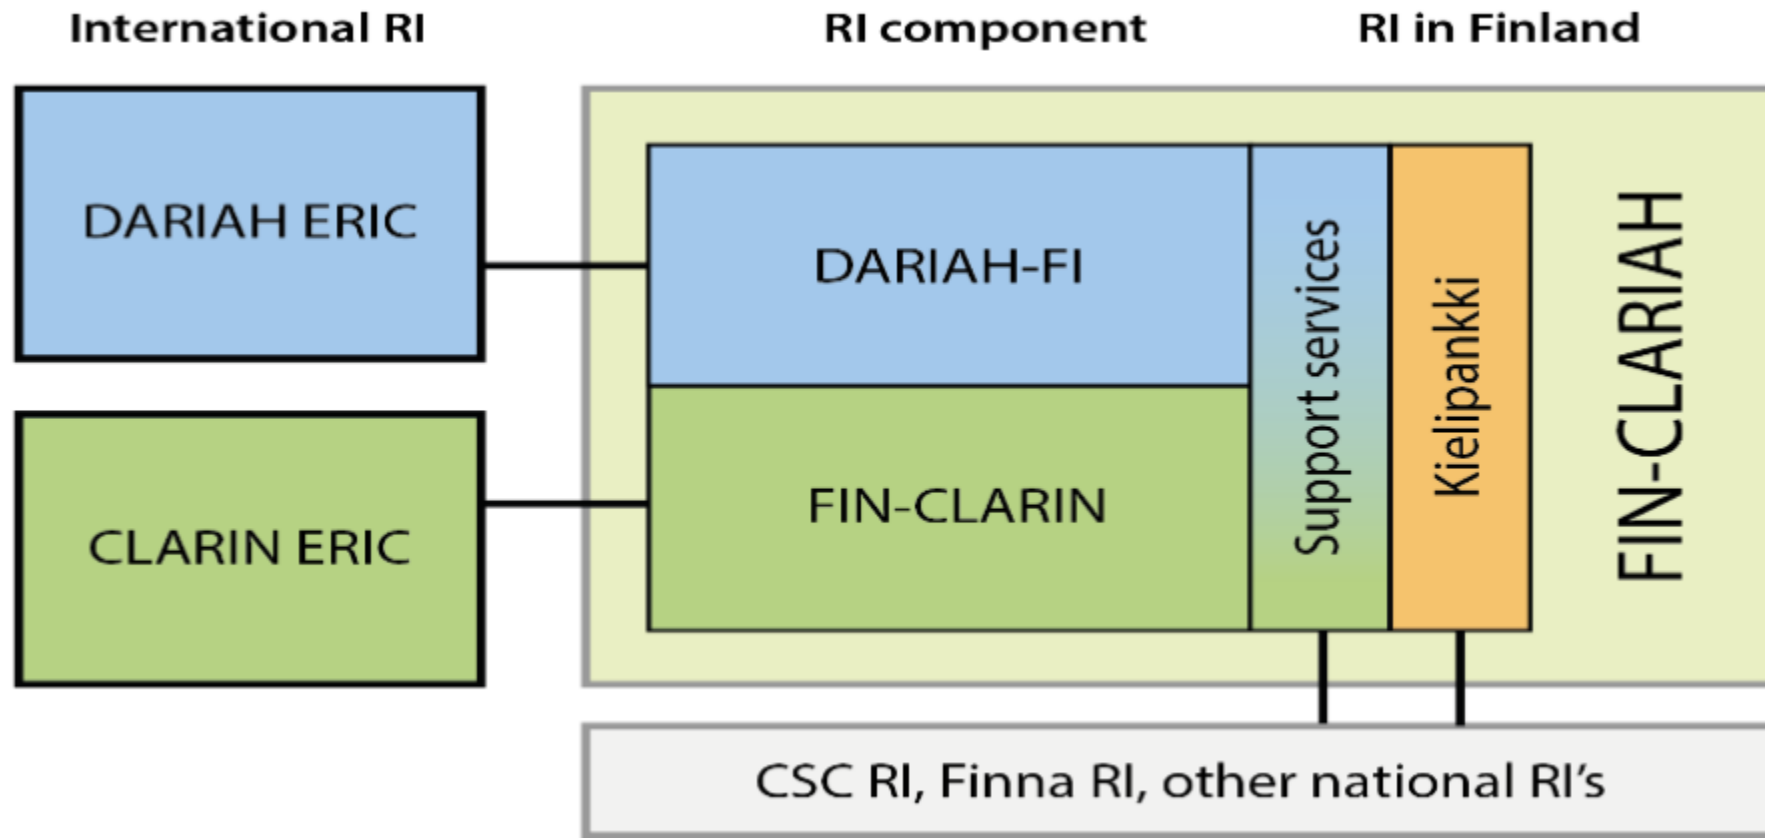 International RI
RI component
RI in Finland
DARIAH ERIC
CLARIN ERIC
DARIAH-FI
FIN-CLARIN
Support services
Kielipankki
FIN-CLARIAH
CSC RI, Finna RI, other national RI’s